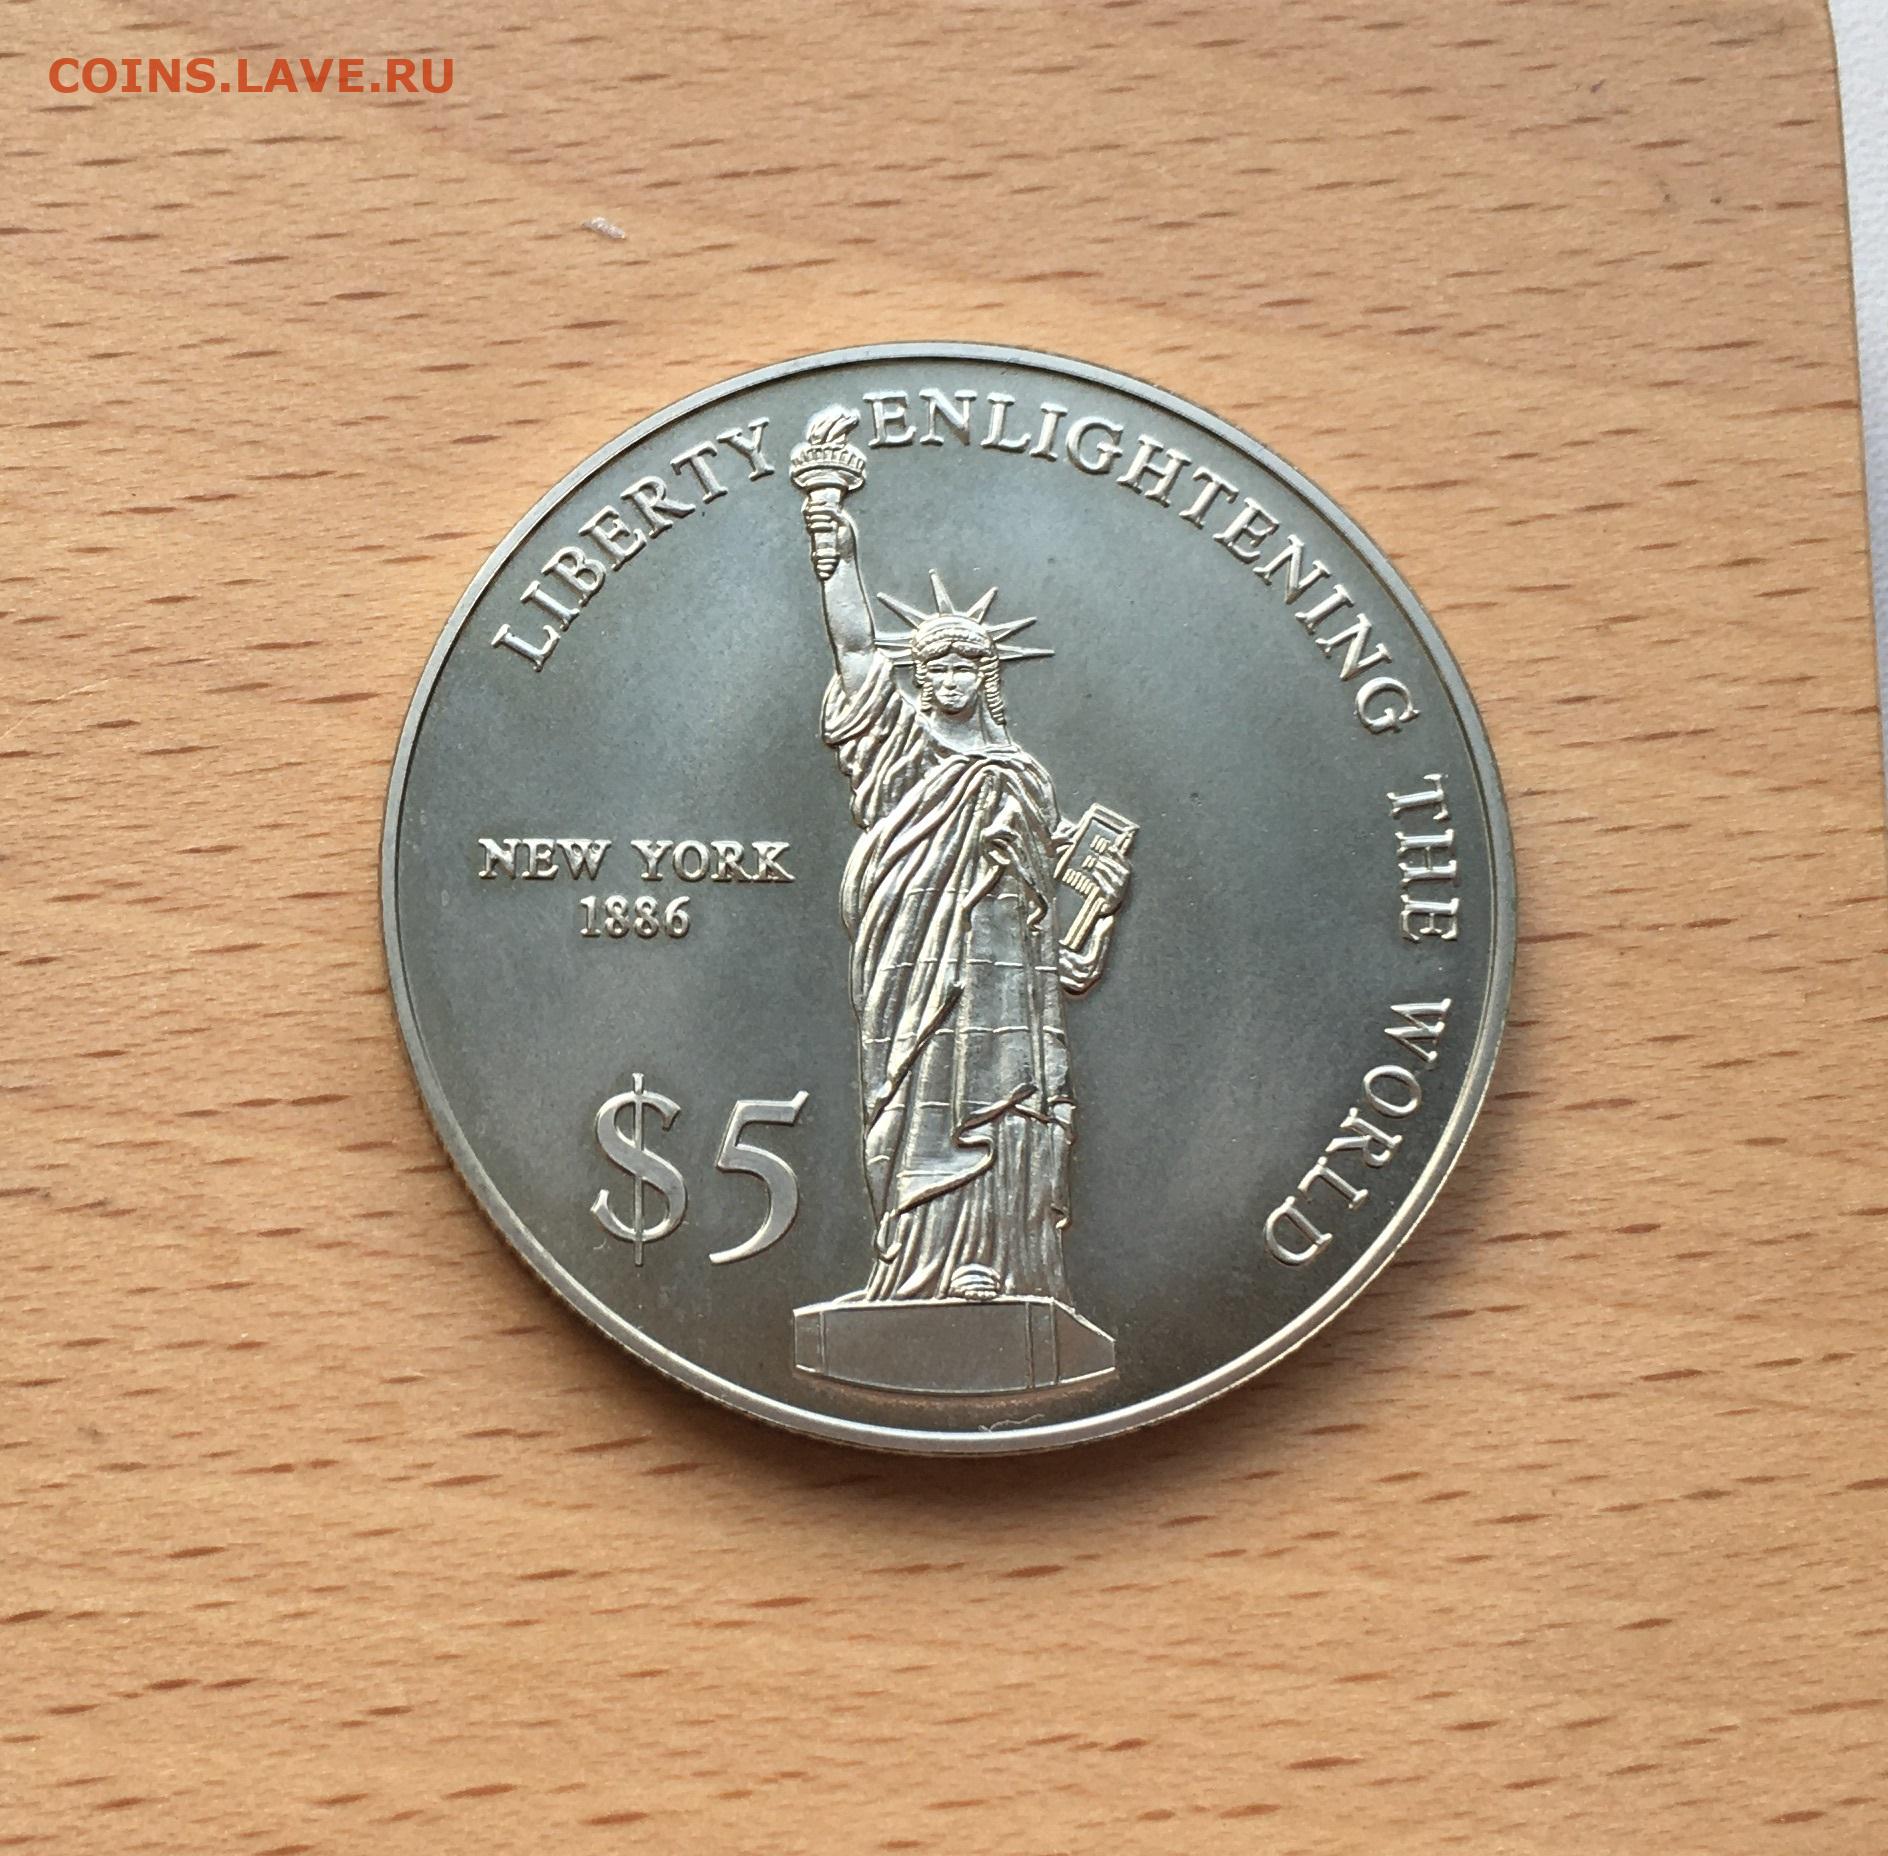 COINS.LAVE.RU
LIBERTY ENLIGHTENING THE WORLD
NEW YORK
1886
$5